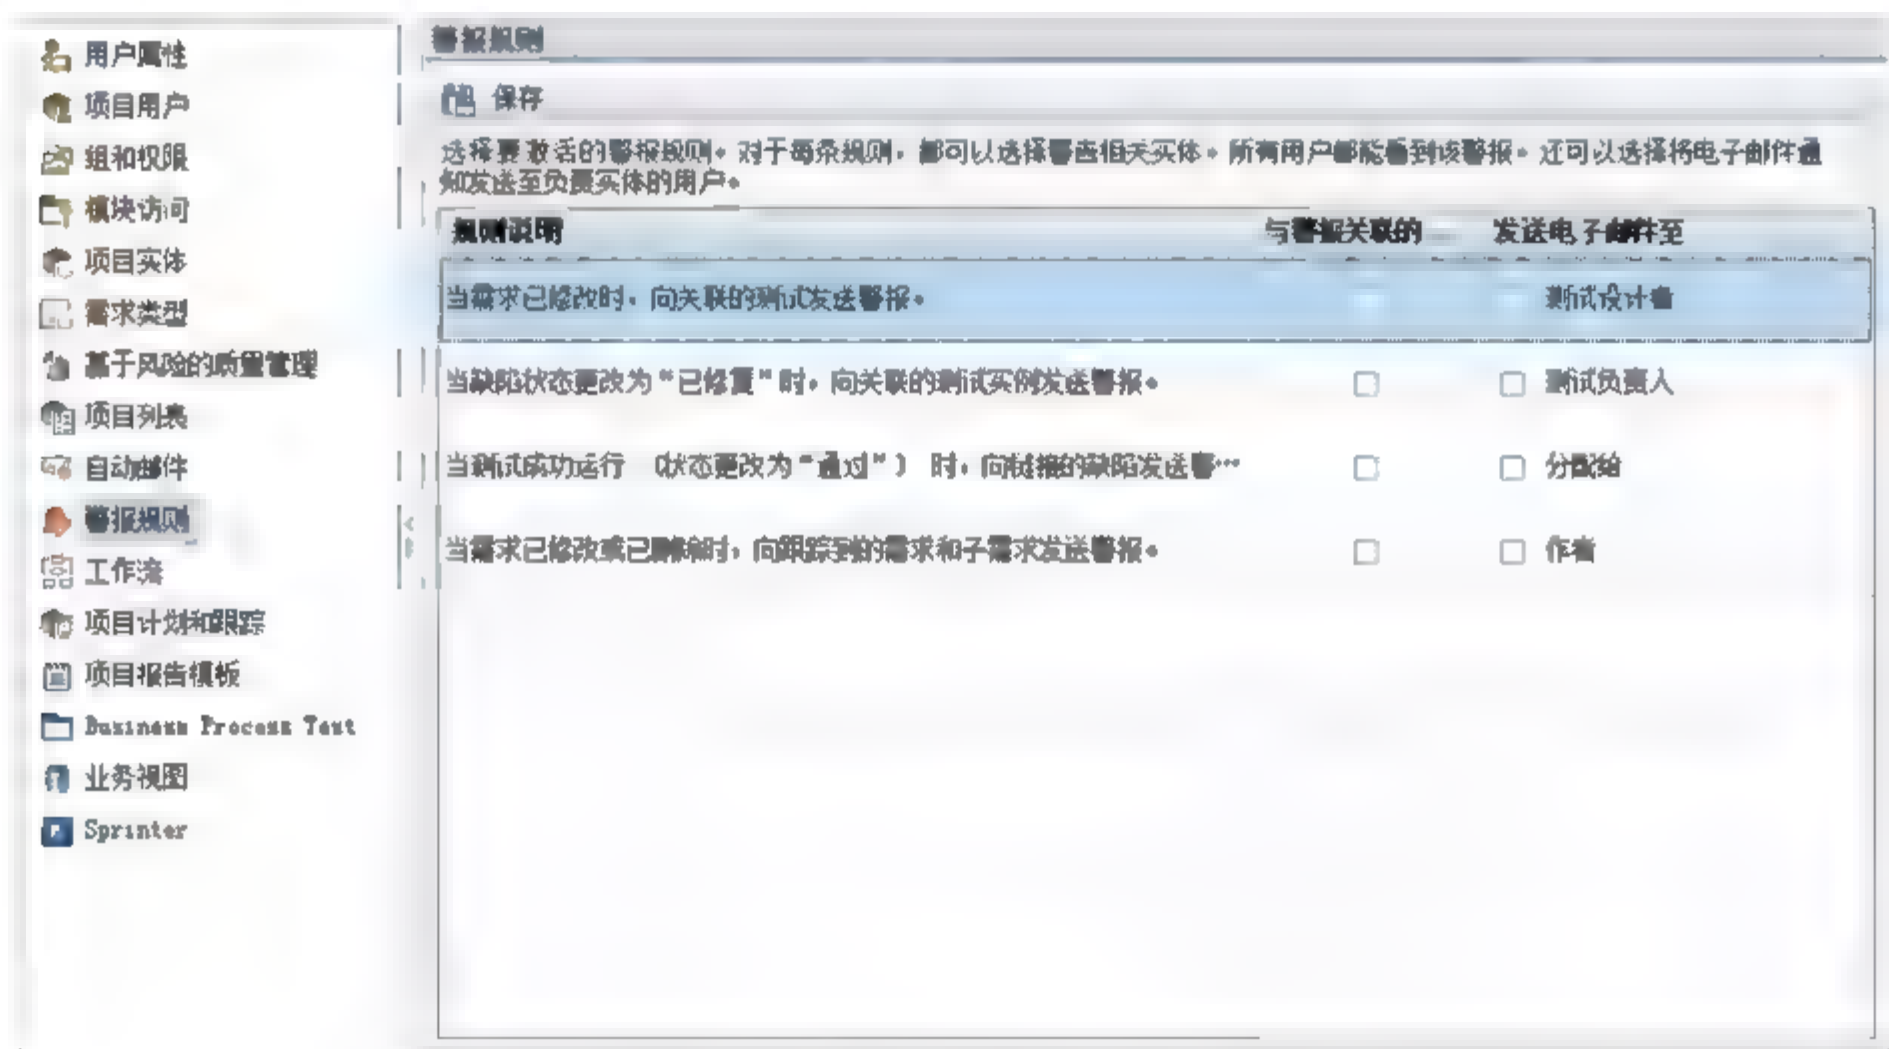 用户属性
项目用户
组和权限
模块访问
项目实体
需求类型
基于风险的质量管理
项目列表
自动邮件
警报规则
工作流
项目计划和跟踪
项目报告模板
Business Process Test
业务视图
Sprinter
警报规则
保存
选择要激活的警报规则。对于每条规则，都可以选择警告相关实体。所有用户都能看到该警报。还可以选择将电子邮件通
知发送至负责实体的用户。
规则说明 与警报关联的 发送电子邮件至
当需求已修改时，向关联的测试发送警报。 测试设计者
当缺陷状态更改为“已修复”时，向关联的测试实例发送警报。 测试负责人
当测试成功运行 （状态更改为“通过”） 时，向链接的缺陷发送警… 分配给
当需求已修改或已删除时，向跟踪到的需求和子需求发送警报。 作者